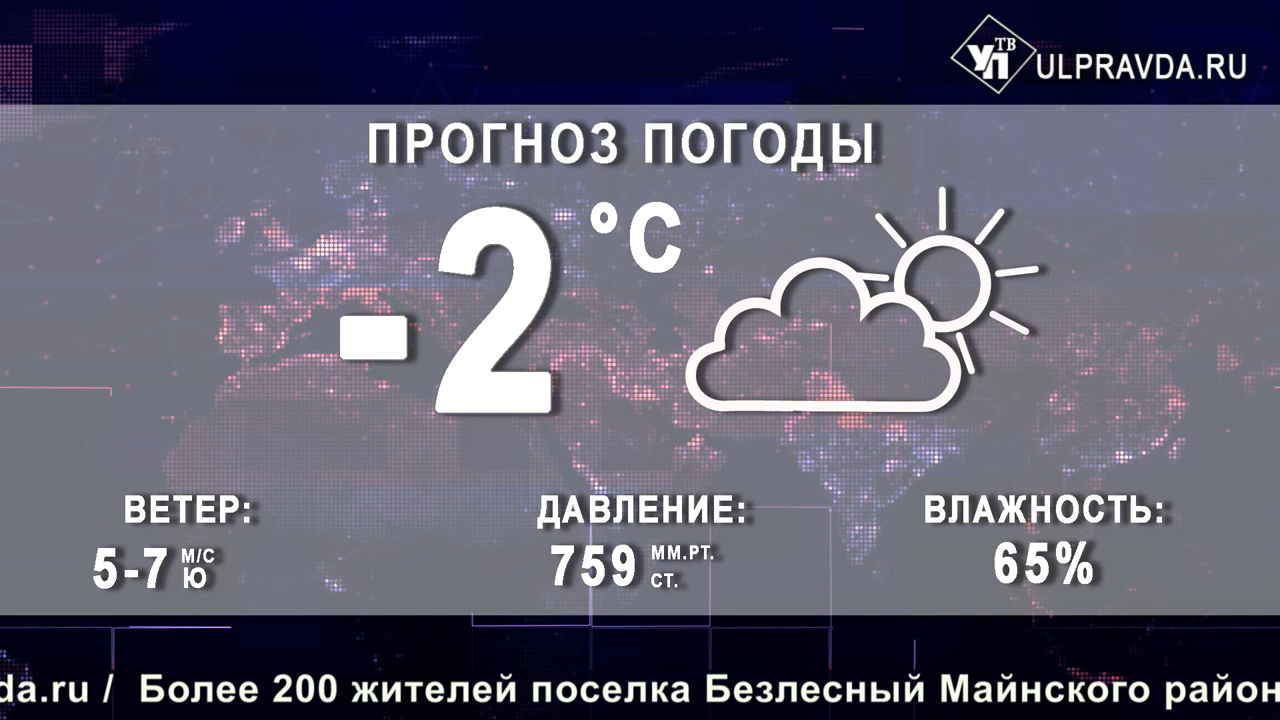 ТВ
УП
ULPRAVDA.RU
ПРОГНОЗ ПОГОДЫ
-2 °C
ВЕТЕР:
5-7 М/С
Ю
ДАВЛЕНИЕ:
759 ММ.РТ.
СТ.
ВЛАЖНОСТЬ:
65%
da.ru / Более 200 жителей поселка Безлесный Майнского район